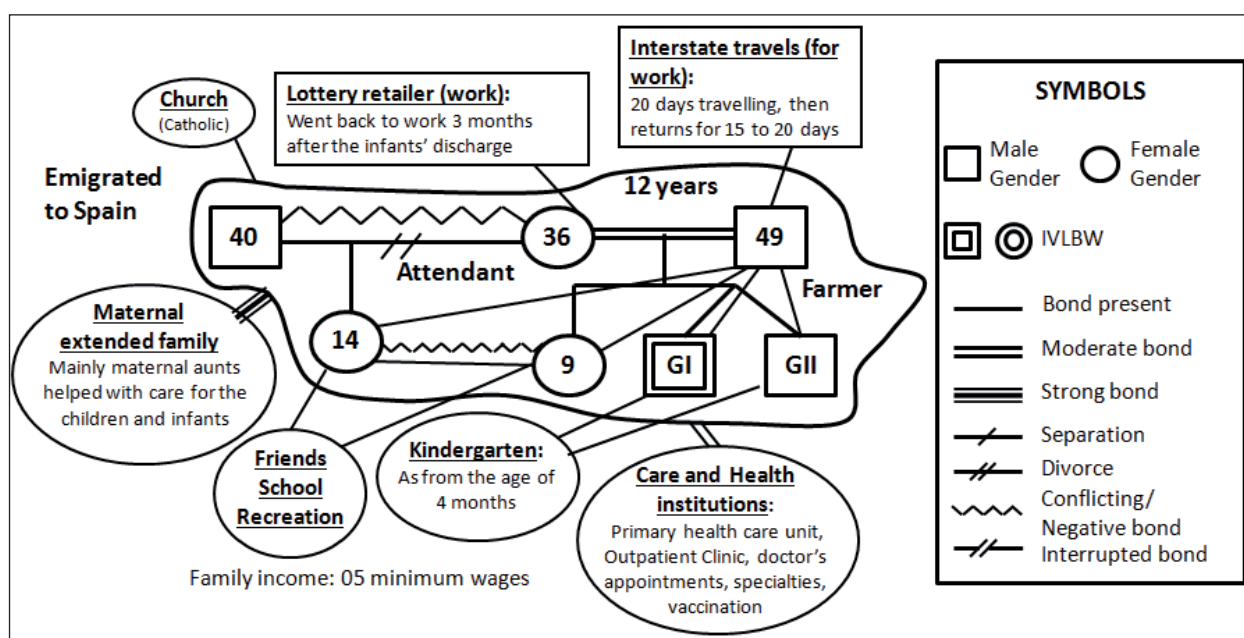 Church
(Catholic)
Lottery retailer (work):
Went back to work 3 months
after the infants’ discharge
Interstate travels (for
work):
20 days travelling, then
returns for 15 to 20 days
Emigrated
to Spain
12 years
40
36
49
Attendant
Farmer
Maternal
extended family
Mainly maternal aunts
helped with care for the
children and infants
14
9
GI
GII
Friends
School
Recreation
Kindergarten:
As from the age of
4 months
Care and Health
institutions:
Primary health care unit,
Outpatient Clinic, doctor’s
appointments, specialties,
vaccination
Family income: 05 minimum wages
SYMBOLS
Male
Gender
Female
Gender
IVLBW
Bond present
Moderate bond
Strong bond
Separation
Divorce
Conflicting/
Negative bond
Interrupted bond